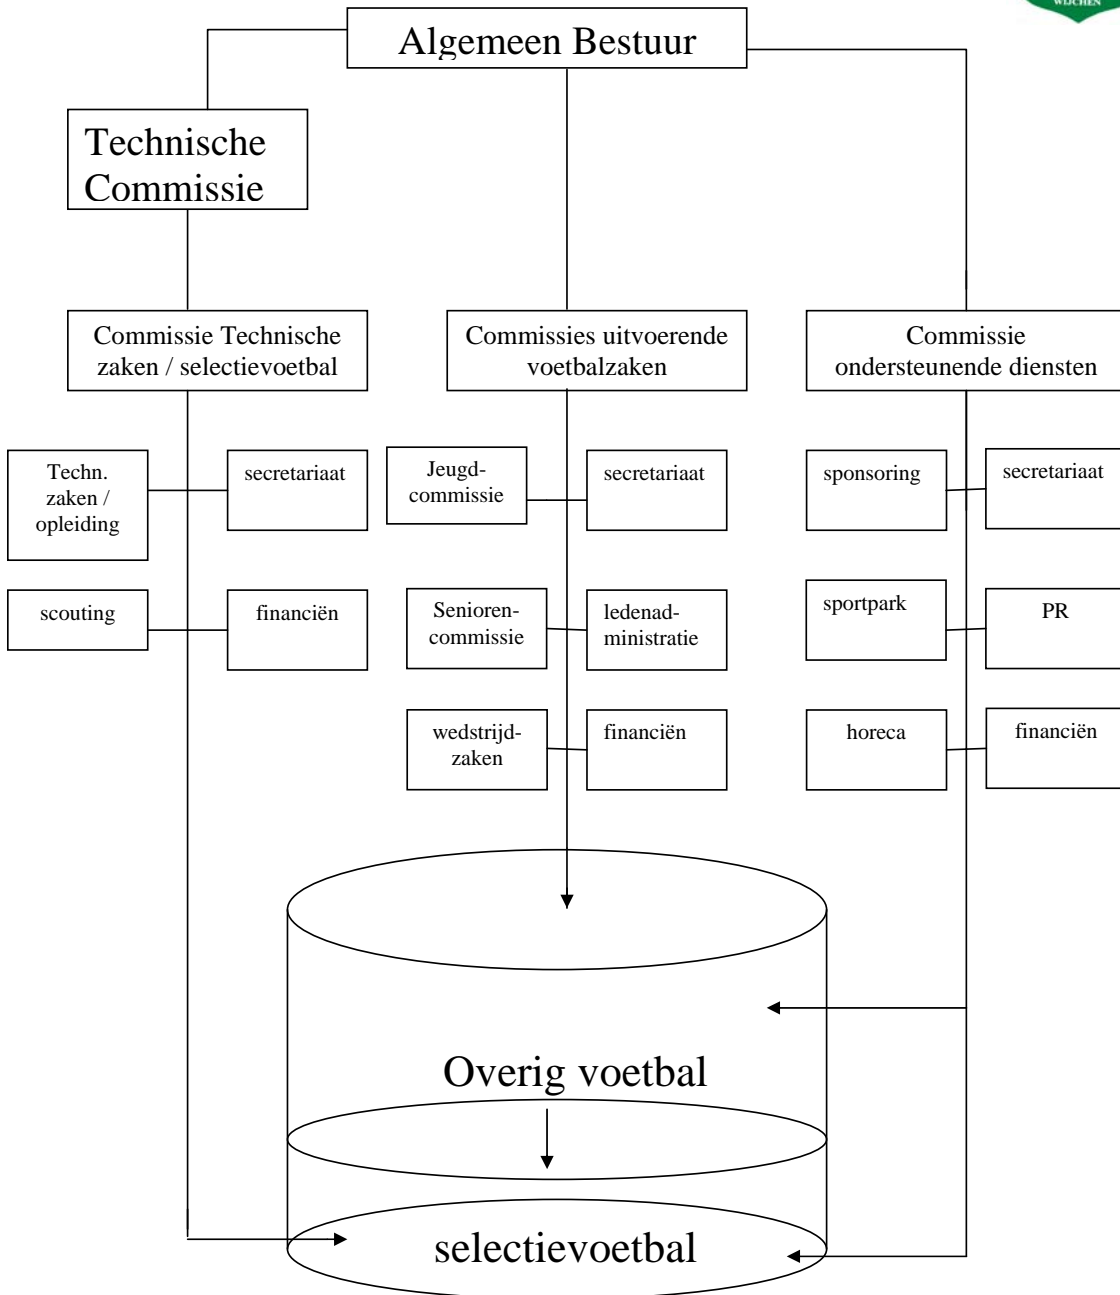 WIJCHEN
Algemeen Bestuur
Technische
Commissie
Commissie Technische
zaken / selectievoetbal
Commissies uitvoerende
voetbalzaken
Commissie
ondersteunende diensten
Techn.
zaken /
opleiding
secretariaat
Jeugd-
commissie
secretariaat
sponsoring
secretariaat
scouting
financiën
Senioren-
commissie
ledenad-
ministratie
sportpark
PR
wedstrijd-
zaken
financiën
horeca
financiën
Overig voetbal
selectievoetbal